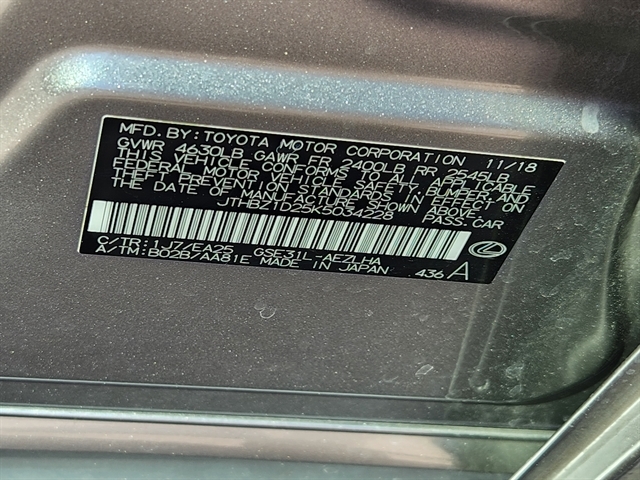 MFD. BY: TOYOTA MOTOR CORPORATION 11/18
GVWR 4630LB GAWR FR 2400LB RR 2545LB
THIS VEHICLE CONFORMS TO ALL APPLICABLE
FEDERAL MOTOR VEHICLE SAFETY, BUMPER, AND
THEFT PREVENTION STANDARDS IN EFFECT ON
THE DATE OF MANUFACTURE SHOWN ABOVE.
JTHBZ1D25K5034228 PASS. CAR
C/TR: 1J7/EA25 GSE31L-AEZLHA
A/TM: B02B/AA81E MADE IN JAPAN 436 A